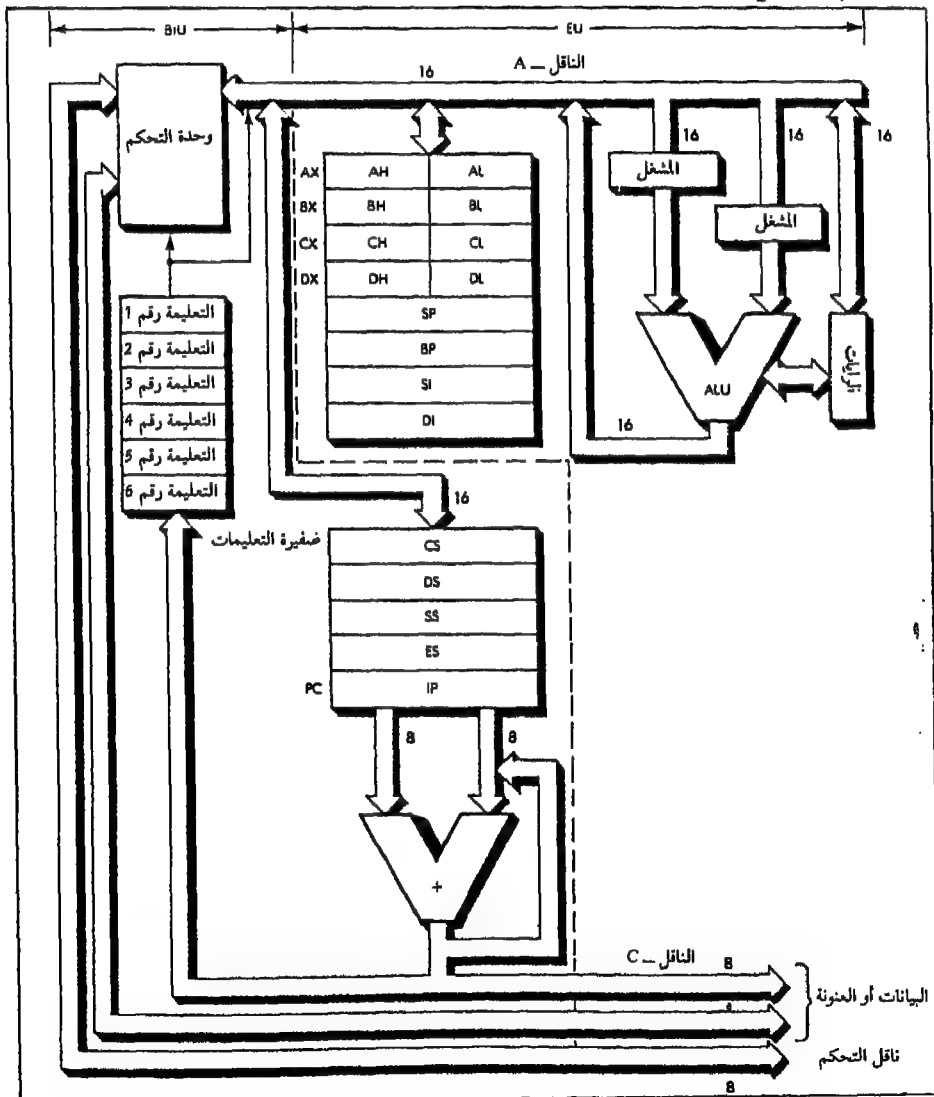 BIU
EU
الناقل — A
16
وحدة التحكم
16
16
16
المشغل
المشغل
AX
AH
AL
BX
BH
BL
CX
CH
CL
DX
DH
DL
SP
BP
SI
DI
ALU
الرايات
16
التعليمة رقم 1
التعليمة رقم 2
التعليمة رقم 3
التعليمة رقم 4
التعليمة رقم 5
التعليمة رقم 6
ضفيرة التعليمات
16
CS
DS
SS
ES
PC
IP
8
8
+
الناقل — C
8
البيانات أو العنونة
ناقل التحكم
8